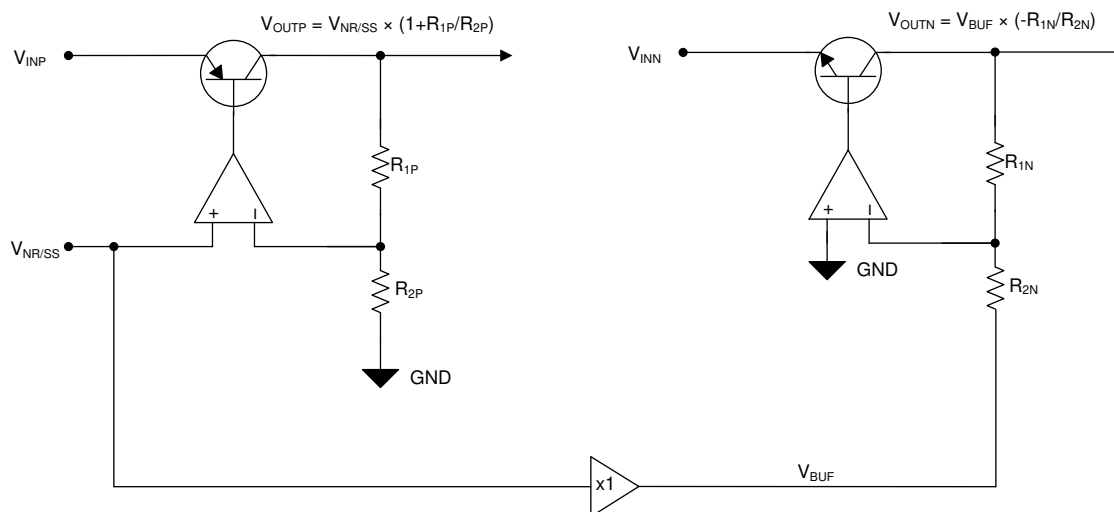 V_OUTP = V_NR/SS × (1+R_1P/R_2P)
V_OUTN = V_BUF × (-R_1N/R_2N)
V_INP
V_INN
R_1P
R_1N
+ –
+ –
V_NR/SS
GND
R_2P
R_2N
GND
x1
V_BUF